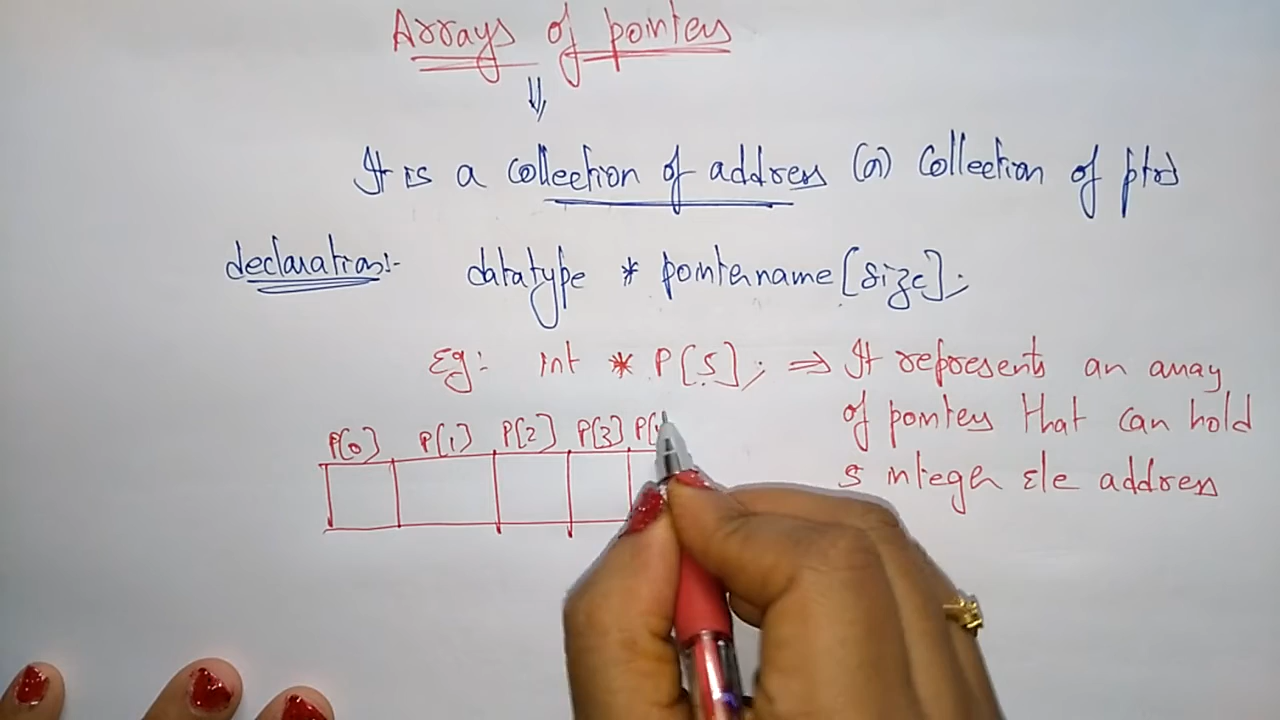 Arrays of pointers
It is a collection of address (or) collection of ptrs
declaration:- datatype * pointername[size];
Eg: int * P[5]; ⇒ It represents an array
of pointers that can hold
5 integer ele address
P[0] P[1] P[2] P[3] P[